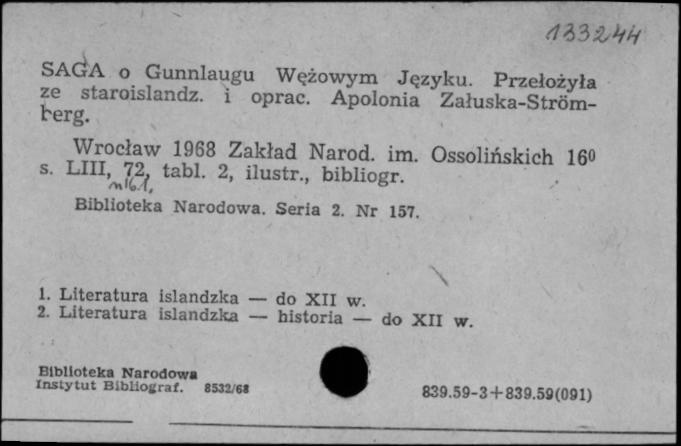 133244
SAGA o Gunnlaugu Wężowym Języku. Przełożyła
ze staroislandz. i oprac. Apolonia Załuska-Ström-
berg.
Wrocław 1968 Zakład Narod. im. Ossolińskich 16⁰
s. LIII, 72, tabl. 2, ilustr., bibliogr.
Biblioteka Narodowa. Seria 2. Nr 157.
1. Literatura islandzka — do XII w.
2. Literatura islandzka — historia — do XII w.
Biblioteka Narodowa
Instytut Bibliograf. 8532/68
839.59-3+839.59(091)